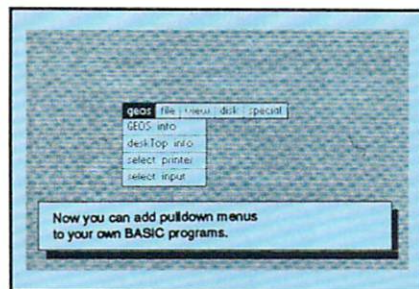 geos file view disk special
GEOS info
deskTop info
select printer
select input
Now you can add pulldown menus
to your own BASIC programs.